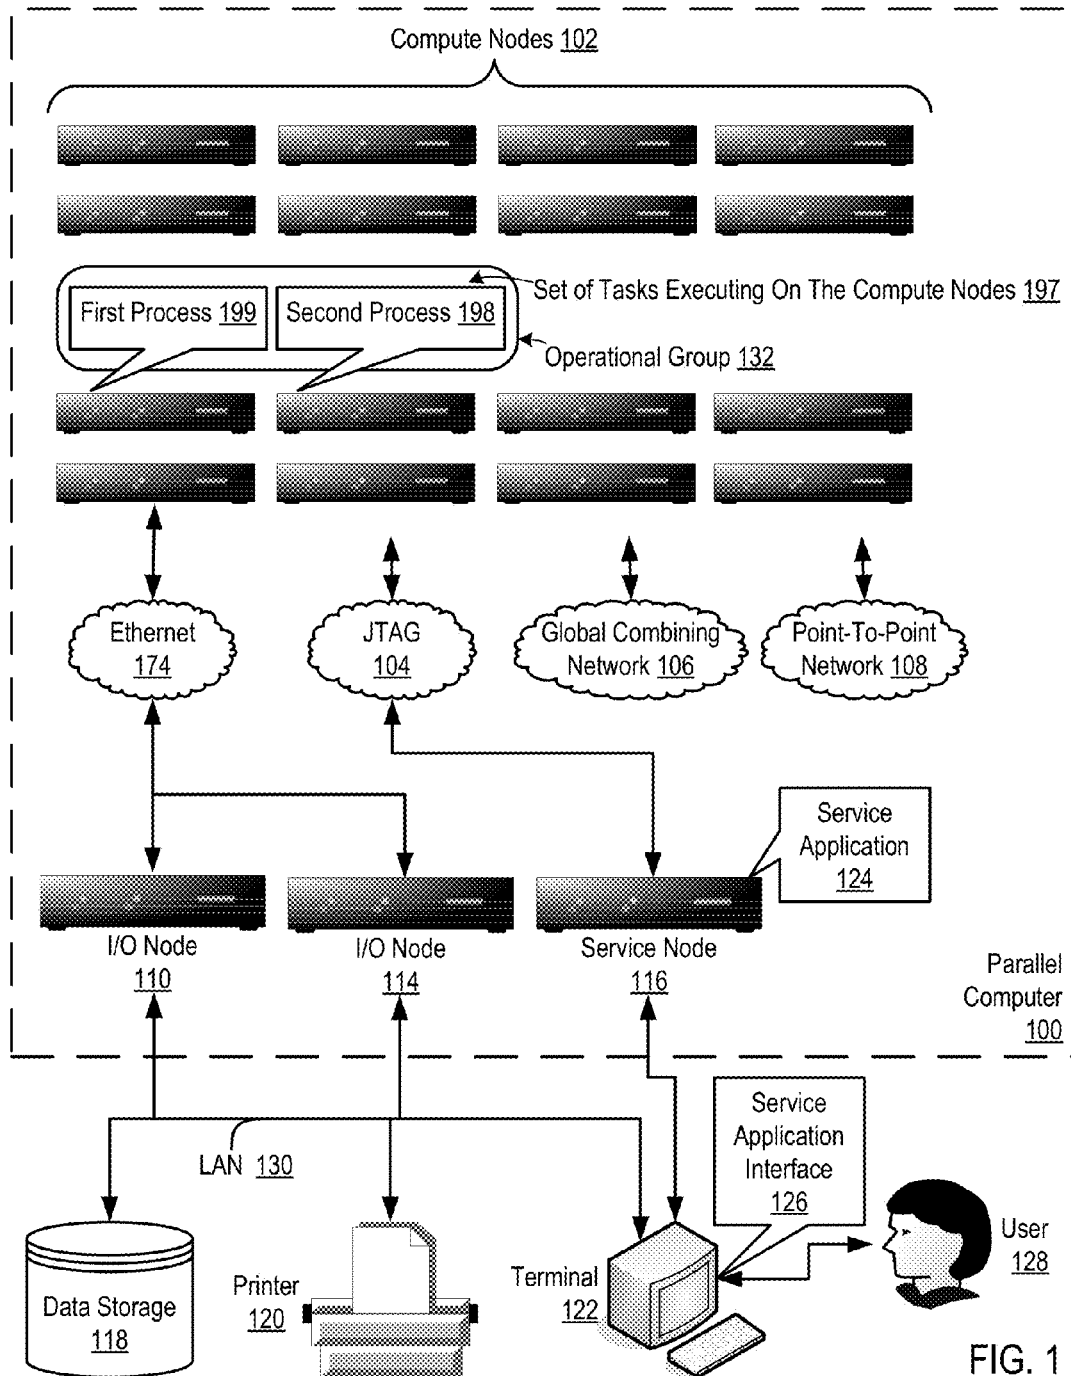 Compute Nodes 102
Set of Tasks Executing On The Compute Nodes 197
First Process 199
Second Process 198
Operational Group 132
Ethernet
174
JTAG
104
Global Combining
Network 106
Point-To-Point
Network 108
Service
Application
124
I/O Node
110
I/O Node
114
Service Node
116
Parallel
Computer
100
Service
Application
Interface
126
LAN 130
Data Storage
118
Printer
120
Terminal
122
User
128
FIG. 1